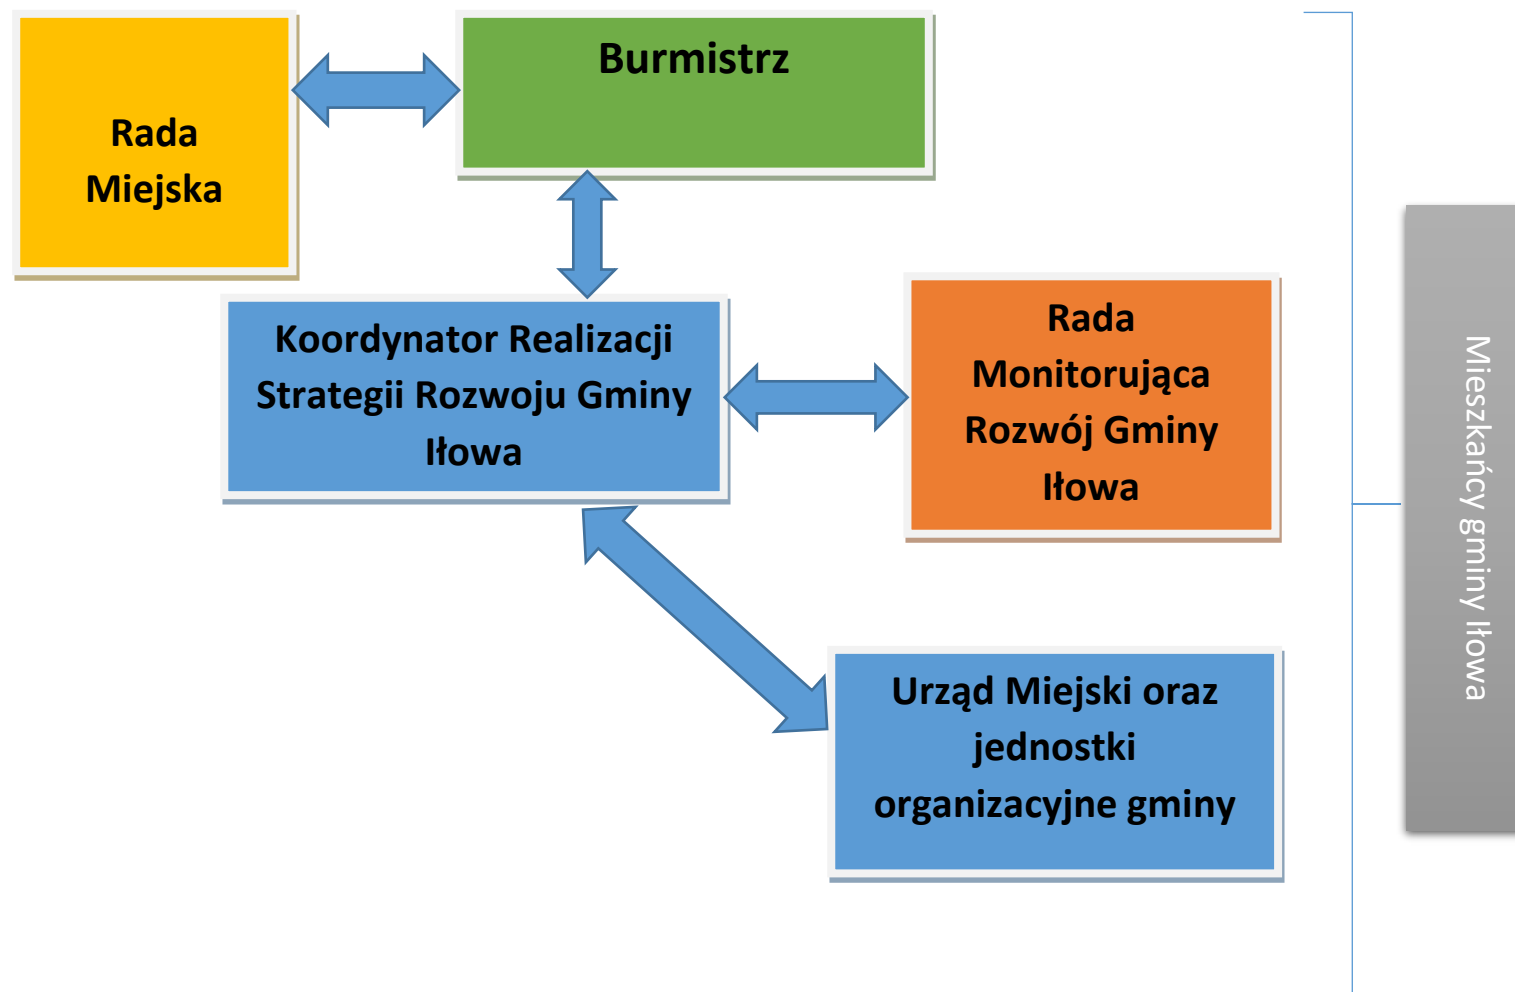 Burmistrz
Rada
Miejska
Koordynator Realizacji
Strategii Rozwoju Gminy
Iłowa
Rada
Monitorująca
Rozwój Gminy
Iłowa
Urząd Miejski oraz
jednostki
organizacyjne gminy
Mieszkańcy gminy Iłowa